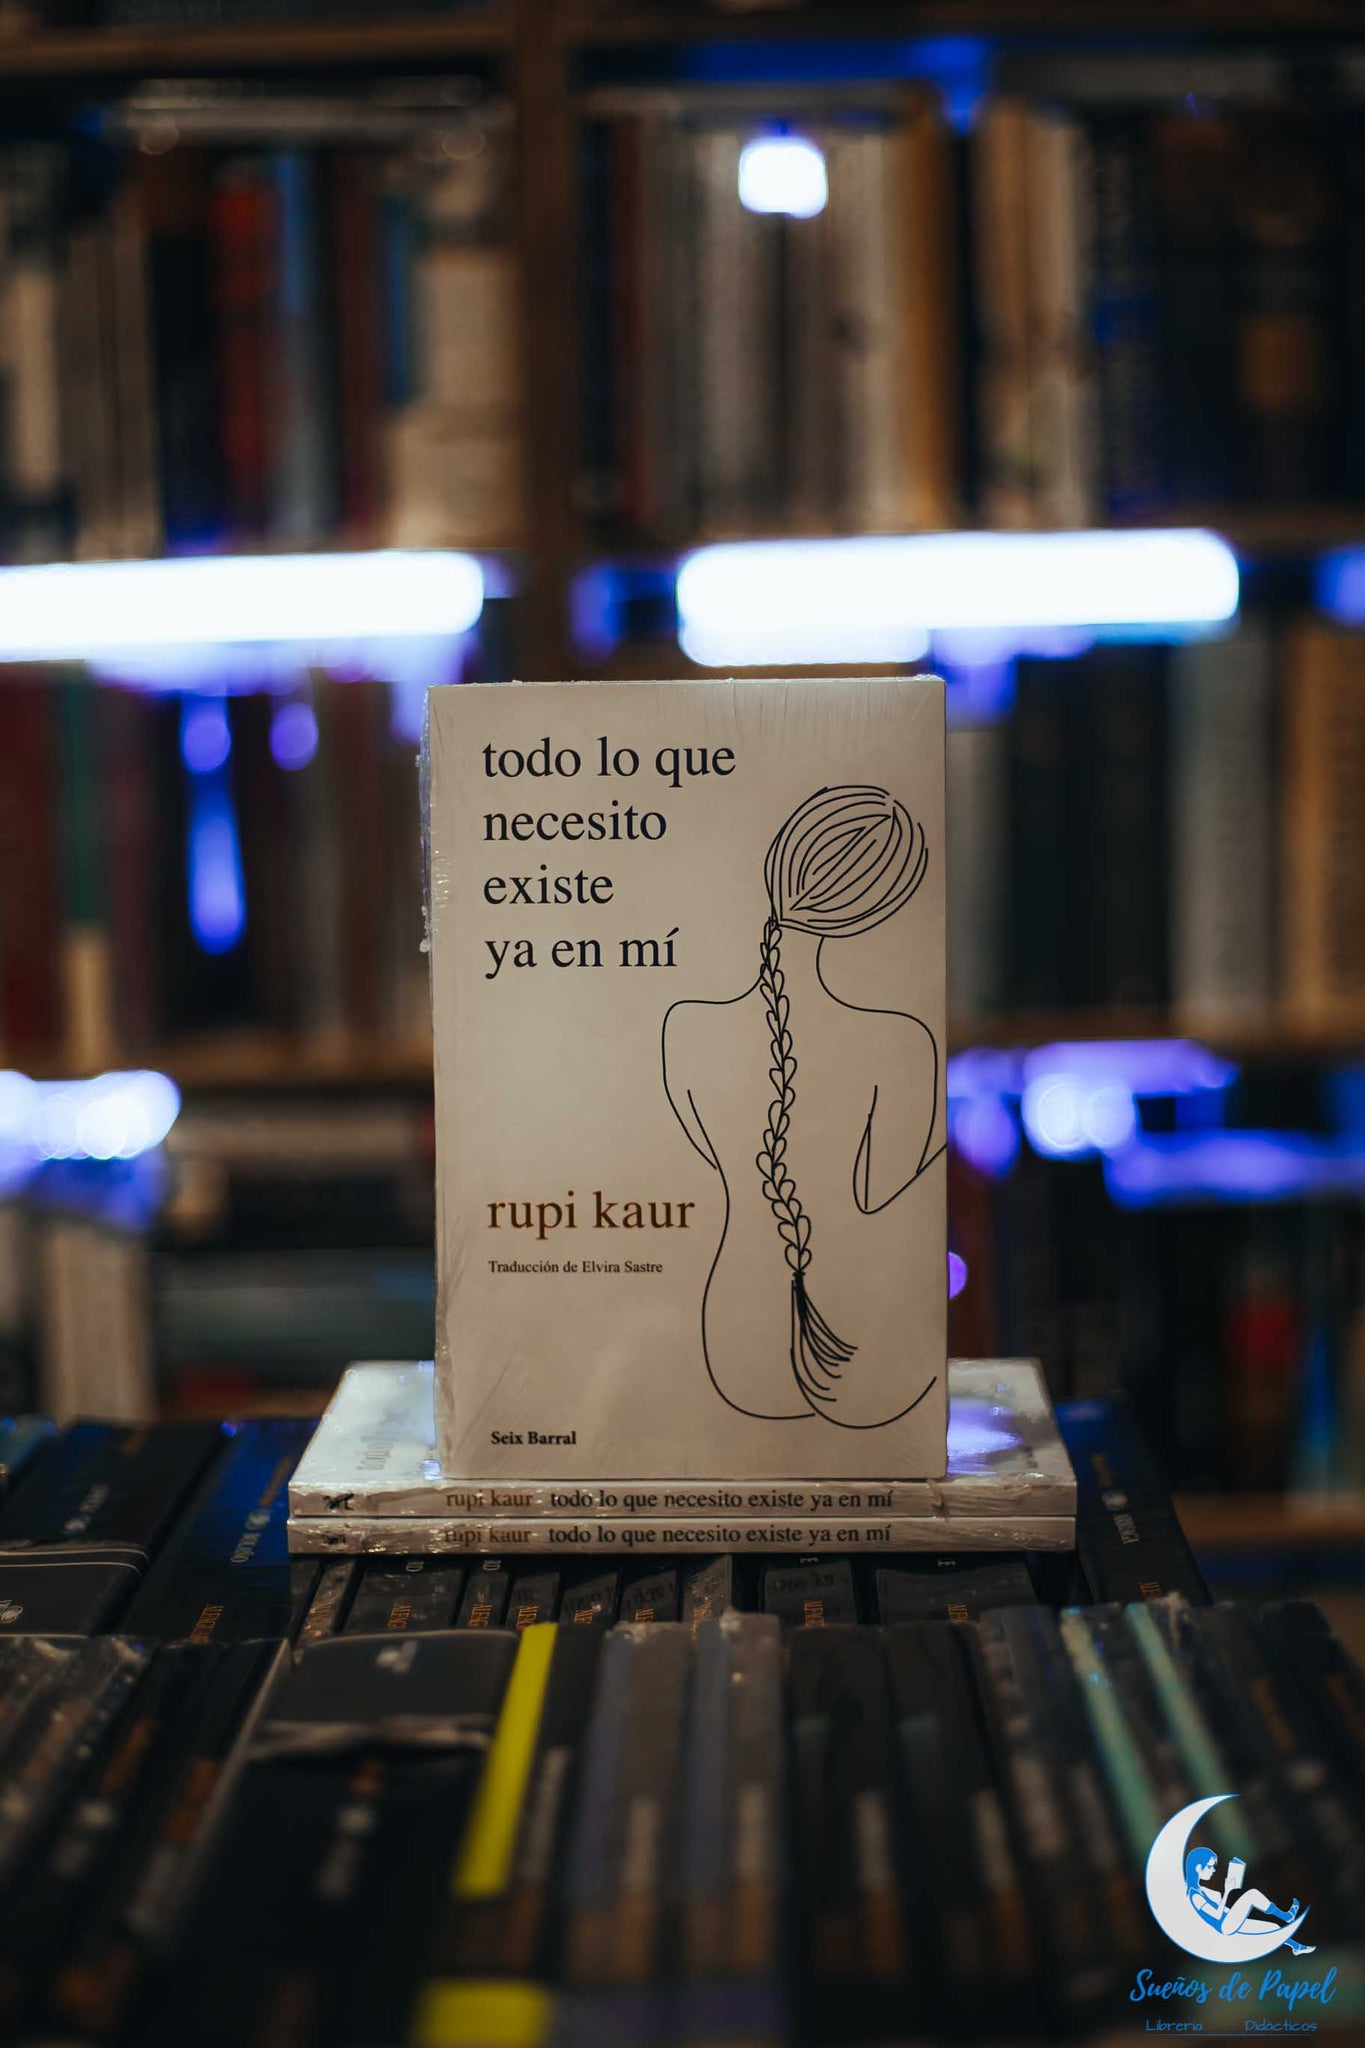 todo lo que
necesito
existe
ya en mí
rupi kaur
Traducción de Elvira Sastre
Seix Barral
rupi kaur todo lo que necesito existe ya en mí
rupi kaur todo lo que necesito existe ya en mí
Sueños de Papel
Librería Didácticos